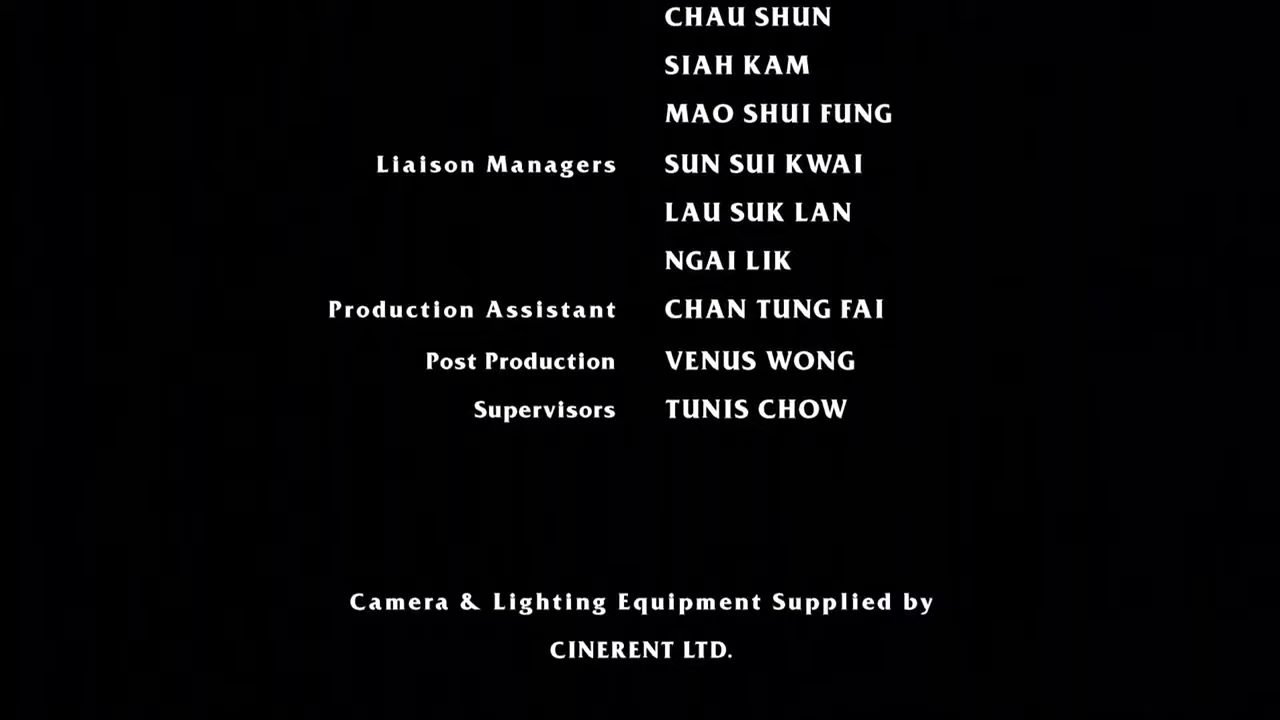 CHAU SHUN
SIAH KAM
MAO SHUI FUNG
Liaison Managers SUN SUI KWAI
LAU SUK LAN
NGAI LIK
Production Assistant CHAN TUNG FAI
Post Production VENUS WONG
Supervisors TUNIS CHOW
Camera & Lighting Equipment Supplied by
CINERENT LTD.